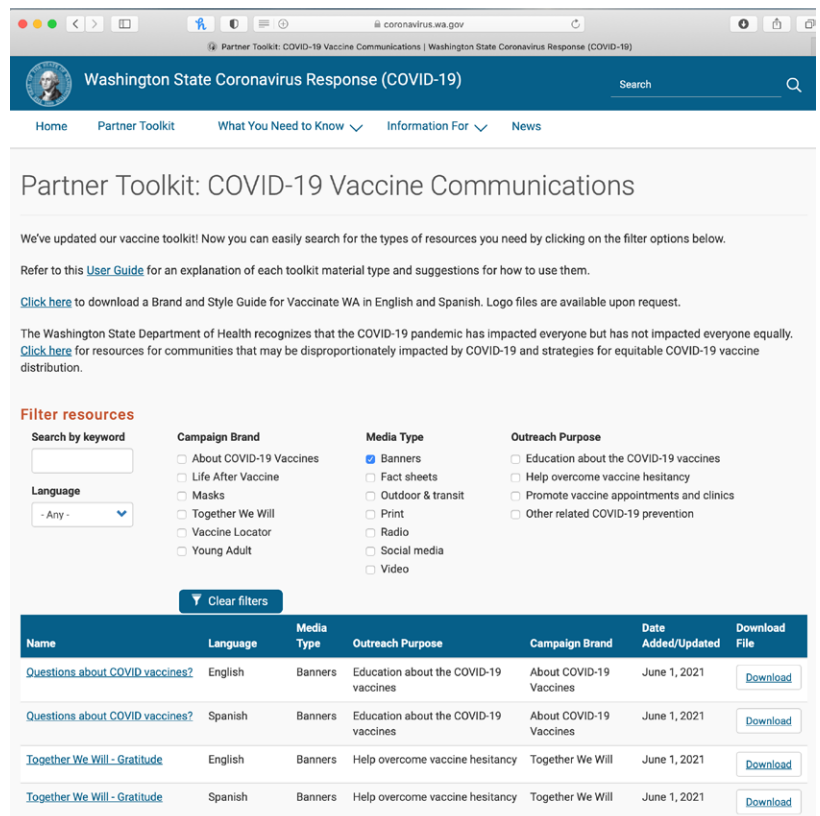 coronavirus.wa.gov
Partner Toolkit: COVID-19 Vaccine Communications | Washington State Coronavirus Response (COVID-19)
Washington State Coronavirus Response (COVID-19)
Search
Home Partner Toolkit What You Need to Know Information For News
Partner Toolkit: COVID-19 Vaccine Communications
We've updated our vaccine toolkit! Now you can easily search for the types of resources you need by clicking on the filter options below.
Refer to this User Guide for an explanation of each toolkit material type and suggestions for how to use them.
Click here to download a Brand and Style Guide for Vaccinate WA in English and Spanish. Logo files are available upon request.
The Washington State Department of Health recognizes that the COVID-19 pandemic has impacted everyone but has not impacted everyone equally.
Click here for resources for communities that may be disproportionately impacted by COVID-19 and strategies for equitable COVID-19 vaccine
distribution.
Filter resources
Search by keyword
Language
- Any -
Campaign Brand
About COVID-19 Vaccines
Life After Vaccine
Masks
Together We Will
Vaccine Locator
Young Adult
Media Type
Banners
Fact sheets
Outdoor & transit
Print
Radio
Social media
Video
Outreach Purpose
Education about the COVID-19 vaccines
Help overcome vaccine hesitancy
Promote vaccine appointments and clinics
Other related COVID-19 prevention
Clear filters
Name Language Media Type Outreach Purpose Campaign Brand Date Added/Updated Download File
Questions about COVID vaccines? English Banners Education about the COVID-19 vaccines About COVID-19 Vaccines June 1, 2021 Download
Questions about COVID vaccines? Spanish Banners Education about the COVID-19 vaccines About COVID-19 Vaccines June 1, 2021 Download
Together We Will - Gratitude English Banners Help overcome vaccine hesitancy Together We Will June 1, 2021 Download
Together We Will - Gratitude Spanish Banners Help overcome vaccine hesitancy Together We Will June 1, 2021 Download